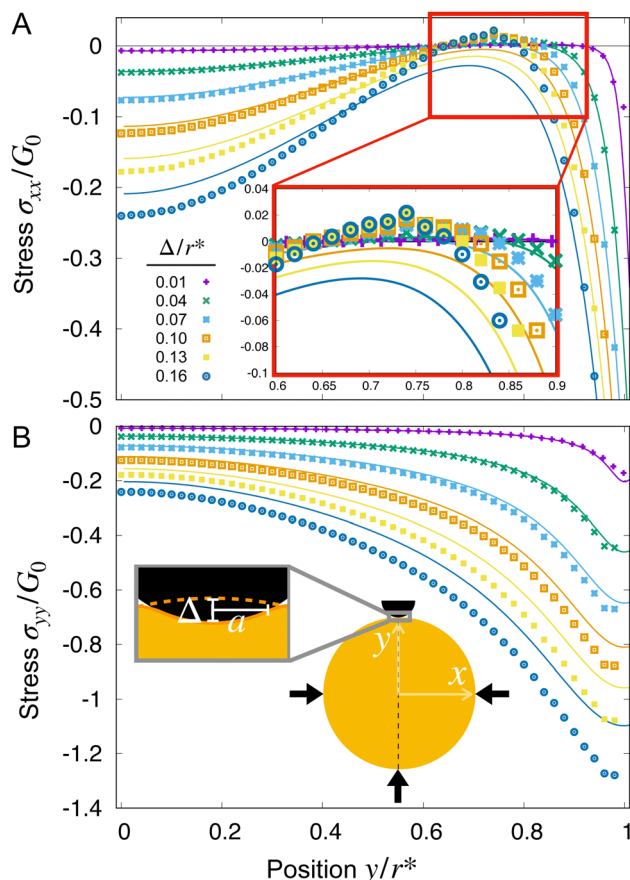 A
Stress σxx/G0
0
-0.1
-0.2
-0.3
-0.4
-0.5
Δ/r*
0.01
0.04
0.07
0.10
0.13
0.16
0.04
0.02
0
-0.02
-0.04
-0.06
-0.08
-0.1
0.6 0.65 0.7 0.75 0.8 0.85 0.9
B
Stress σyy/G0
0
-0.2
-0.4
-0.6
-0.8
-1
-1.2
-1.4
Δ
a
y
x
0 0.2 0.4 0.6 0.8 1
Position y/r*